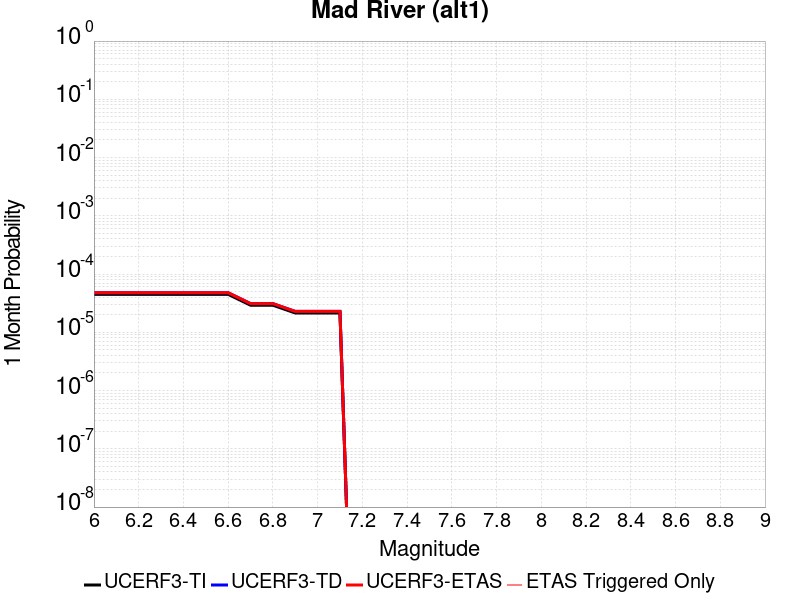 Mad River (alt1)
1 Month Probability
10^0
10^-1
10^-2
10^-3
10^-4
10^-5
10^-6
10^-7
10^-8
6 6.2 6.4 6.6 6.8 7 7.2 7.4 7.6 7.8 8 8.2 8.4 8.6 8.8 9
Magnitude
UCERF3-TI UCERF3-TD UCERF3-ETAS ETAS Triggered Only